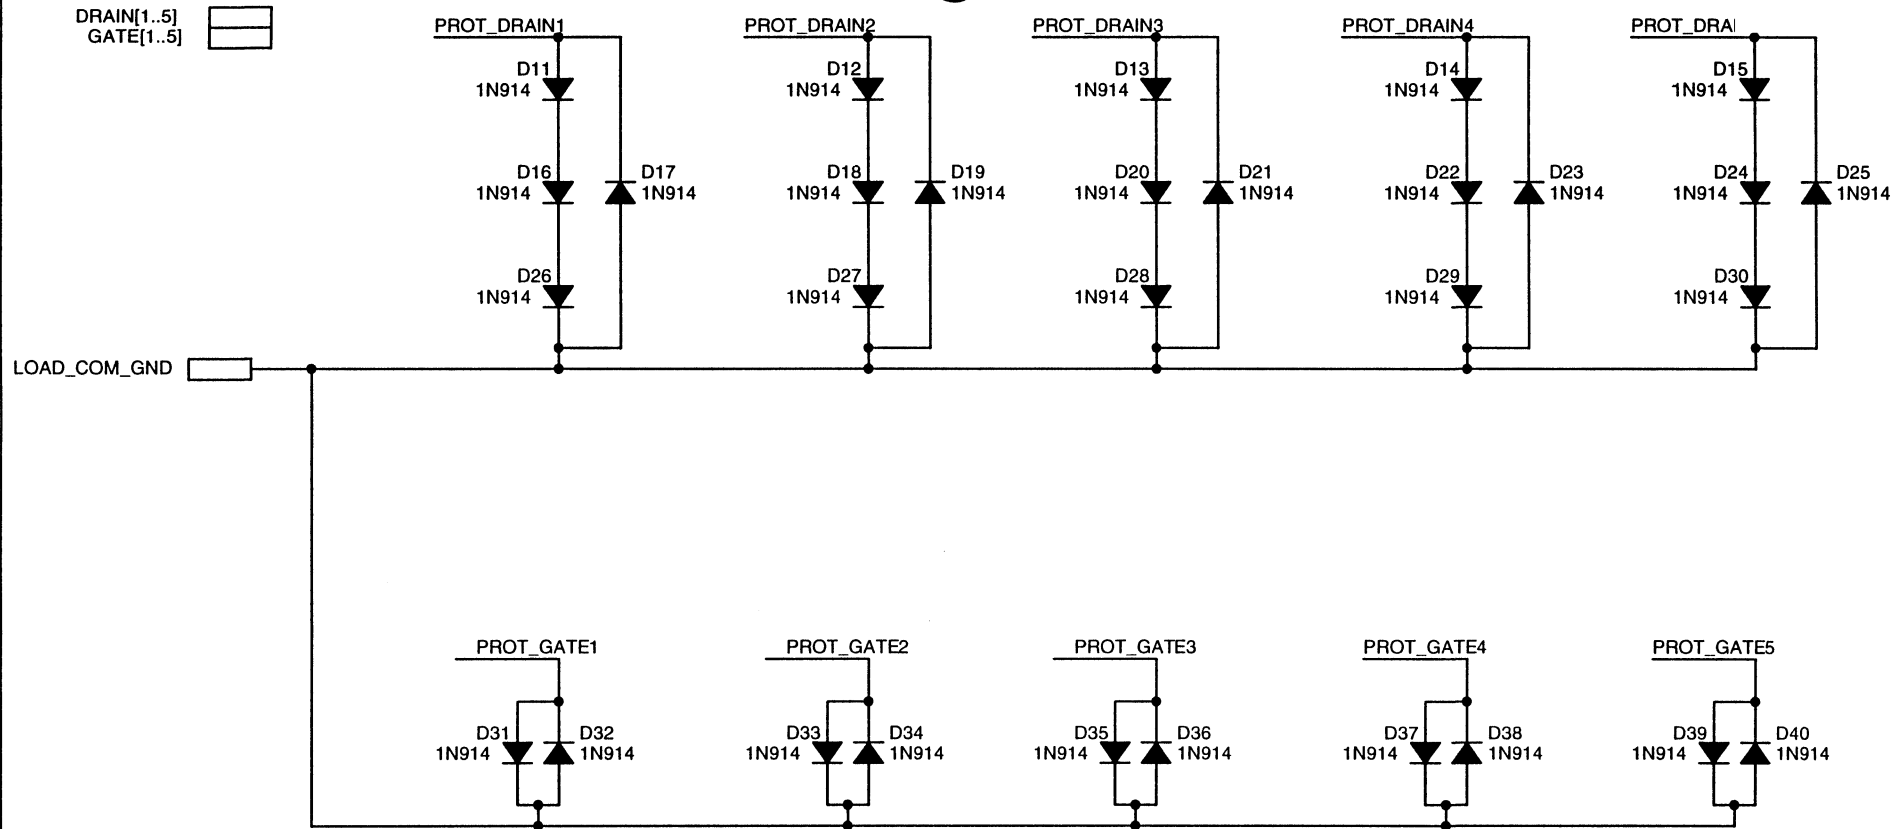 DRAIN[1..5]
GATE[1..5]
PROT_DRAIN1
PROT_DRAIN2
PROT_DRAIN3
PROT_DRAIN4
PROT_DRAI
D11
1N914
D12
1N914
D13
1N914
D14
1N914
D15
1N914
D16
1N914
D17
1N914
D18
1N914
D19
1N914
D20
1N914
D21
1N914
D22
1N914
D23
1N914
D24
1N914
D25
1N914
D26
1N914
D27
1N914
D28
1N914
D29
1N914
D30
1N914
LOAD_COM_GND
PROT_GATE1
PROT_GATE2
PROT_GATE3
PROT_GATE4
PROT_GATE5
D31
1N914
D32
1N914
D33
1N914
D34
1N914
D35
1N914
D36
1N914
D37
1N914
D38
1N914
D39
1N914
D40
1N914